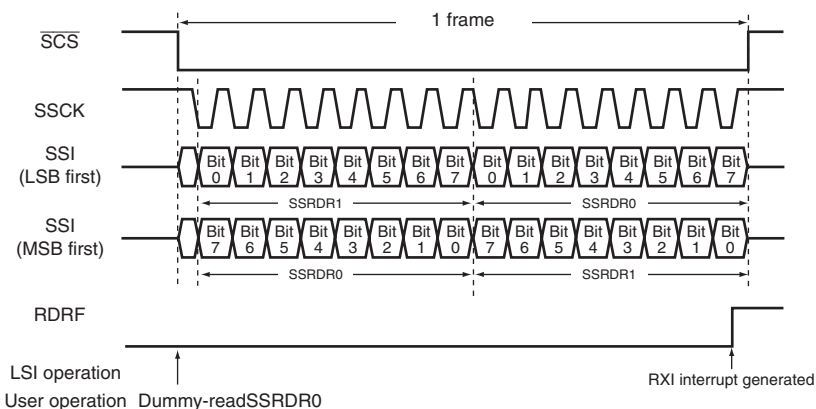 1 frame
SCS
SSCK
SSI
(LSB first)
Bit 0 Bit 1 Bit 2 Bit 3 Bit 4 Bit 5 Bit 6 Bit 7 Bit 0 Bit 1 Bit 2 Bit 3 Bit 4 Bit 5 Bit 6 Bit 7
SSRDR1 SSRDR0
SSI
(MSB first)
Bit 7 Bit 6 Bit 5 Bit 4 Bit 3 Bit 2 Bit 1 Bit 0 Bit 7 Bit 6 Bit 5 Bit 4 Bit 3 Bit 2 Bit 1 Bit 0
SSRDR0 SSRDR1
RDRF
LSI operation
RXI interrupt generated
User operation Dummy-readSSRDR0